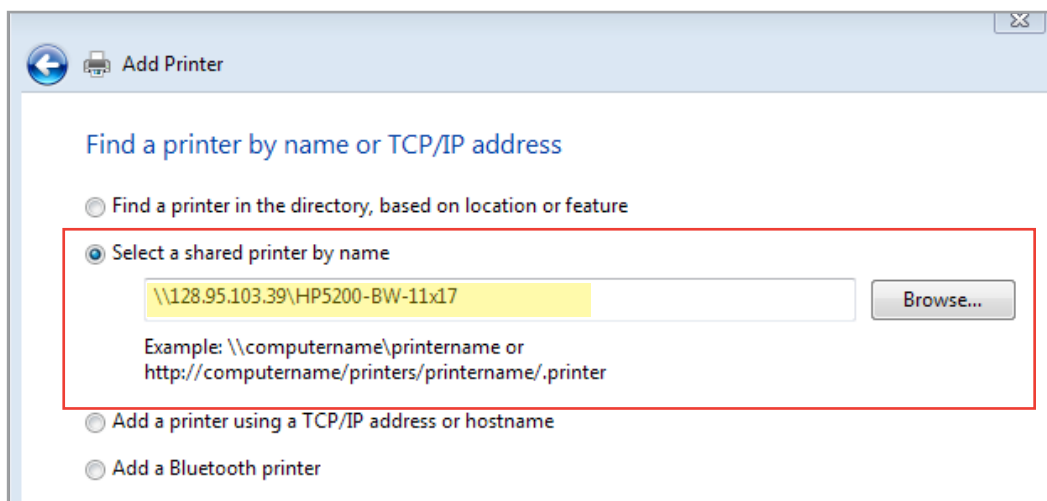 Add Printer
Find a printer by name or TCP/IP address
Find a printer in the directory, based on location or feature
Select a shared printer by name
\\128.95.103.39\HP5200-BW-11x17
Browse...
Example: \\computername\printername or
http://computername/printers/printername/.printer
Add a printer using a TCP/IP address or hostname
Add a Bluetooth printer